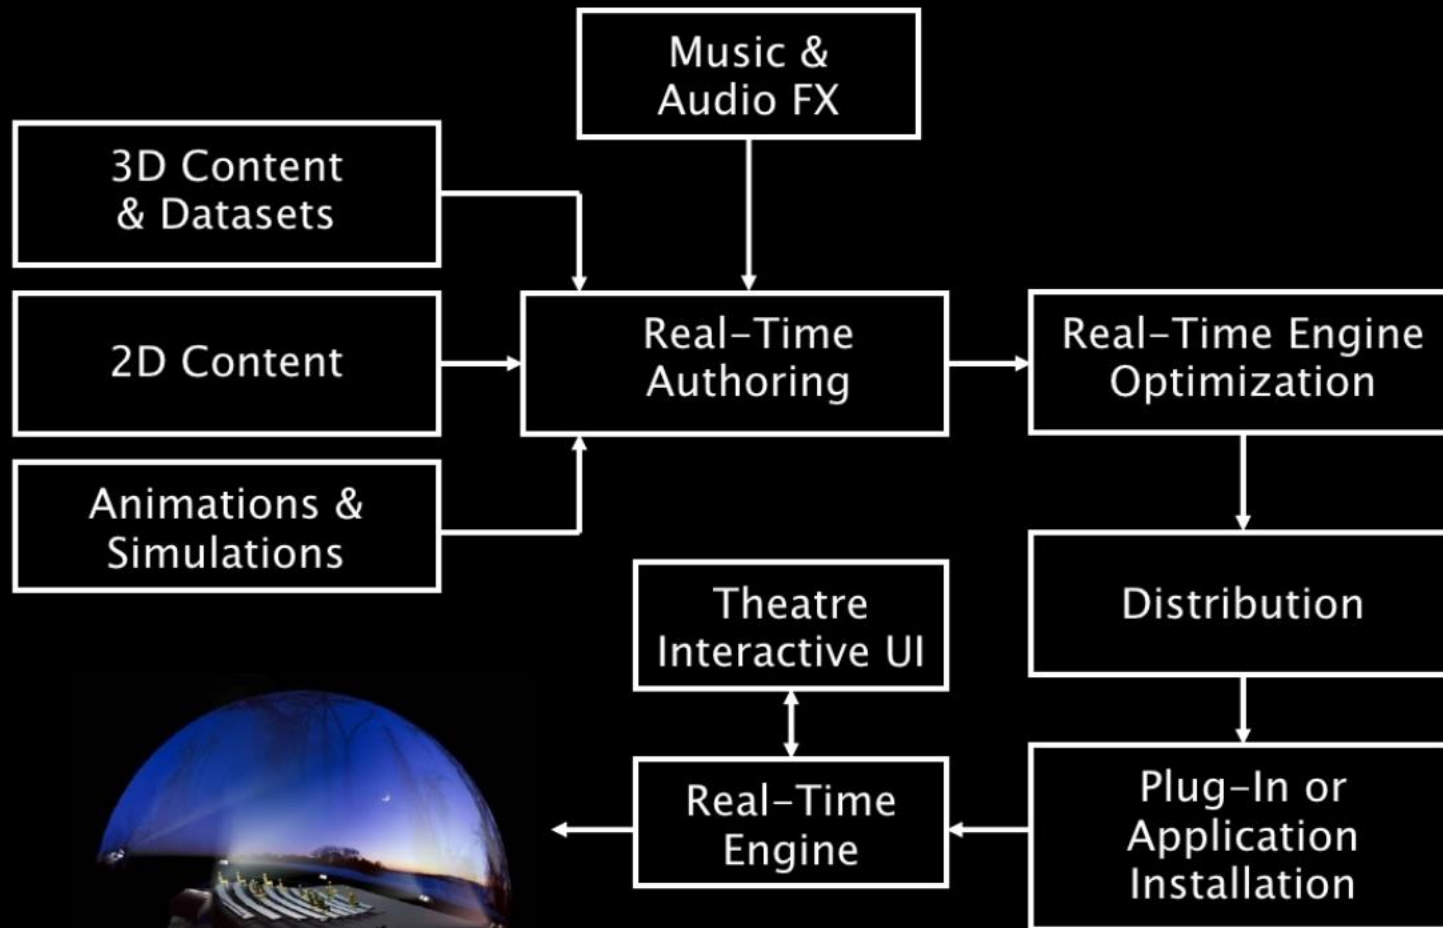 Music &
Audio FX
3D Content
& Datasets
2D Content
Animations &
Simulations
Real-Time
Authoring
Real-Time Engine
Optimization
Distribution
Theatre
Interactive UI
Real-Time
Engine
Plug-In or
Application
Installation